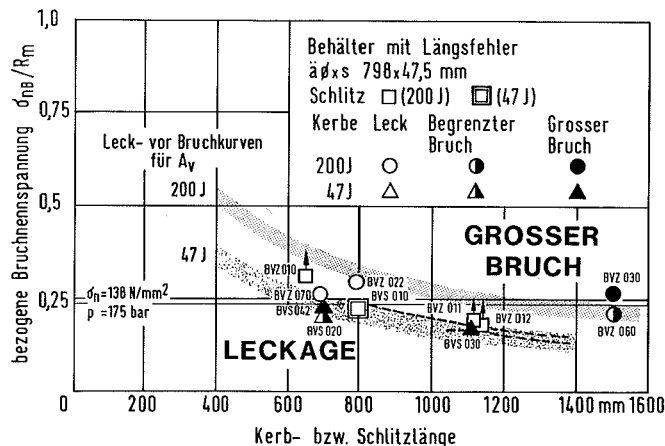 bezogene Bruchnennspannung σnB/Rm
1,0
0,75
0,5
0,25
0
Behälter mit Längsfehler
äøxs 798x47,5 mm
Schlitz □ (200 J) (47 J)
Kerbe Leck Begrenzter Bruch Grosser Bruch
200J
47 J
Leck- vor Bruchkurven
für Av
200 J
47 J
GROSSER
BRUCH
LECKAGE
BVZ 010
BVZ 022
BVZ 070
BVS 010
BVS 042
BVS 020
BVZ 011
BVZ 012
BVS 030
BVZ 030
BVZ 060
σn=138 N/mm²
p = 175 bar
0 200 400 600 800 1000 1200 1400 mm 1600
Kerb- bzw. Schlitzlänge